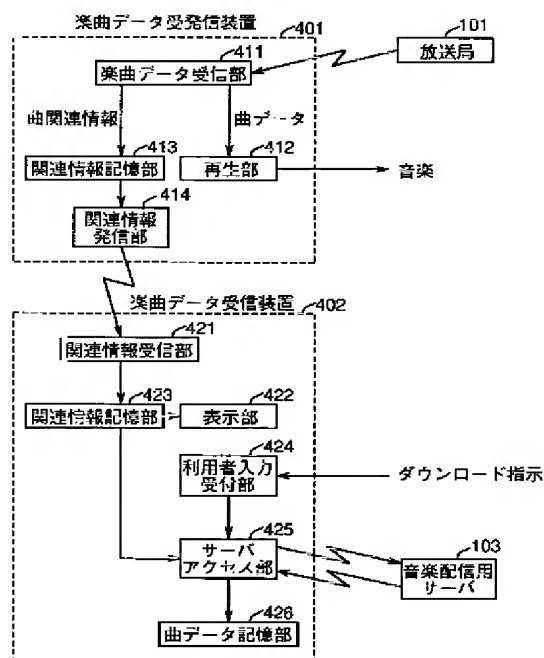 楽曲データ受発信装置
401
101
放送局
411
楽曲データ受信部
曲関連情報
曲データ
413
関連情報記憶部
412
再生部
音楽
414
関連情報
発信部
楽曲データ受信装置
402
421
関連情報受信部
423
関連情報記憶部
422
表示部
424
利用者入力
受付部
ダウンロード指示
425
サーバ
アクセス部
103
音楽配信用
サーバ
426
曲データ記憶部